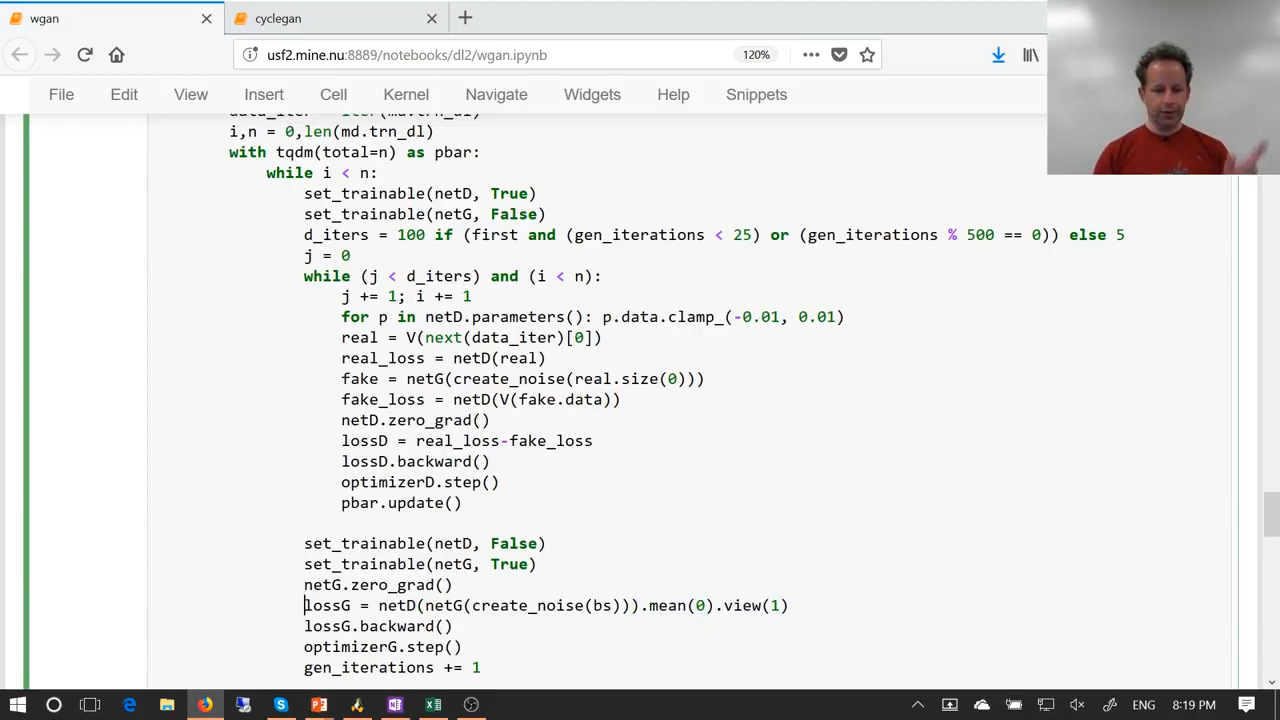 wgan
cyclegan
usf2.mine.nu:8889/notebooks/dl2/wgan.ipynb
120%
File Edit View Insert Cell Kernel Navigate Widgets Help Snippets
i,n = 0,len(md.trn_dl)
with tqdm(total=n) as pbar:
while i < n:
set_trainable(netD, True)
set_trainable(netG, False)
d_iters = 100 if (first and (gen_iterations < 25) or (gen_iterations % 500 == 0)) else 5
j = 0
while (j < d_iters) and (i < n):
j += 1; i += 1
for p in netD.parameters(): p.data.clamp_(-0.01, 0.01)
real = V(next(data_iter)[0])
real_loss = netD(real)
fake = netG(create_noise(real.size(0)))
fake_loss = netD(V(fake.data))
netD.zero_grad()
lossD = real_loss-fake_loss
lossD.backward()
optimizerD.step()
pbar.update()
set_trainable(netD, False)
set_trainable(netG, True)
netG.zero_grad()
lossG = netD(netG(create_noise(bs))).mean(0).view(1)
lossG.backward()
optimizerG.step()
gen_iterations += 1
ENG 8:19 PM